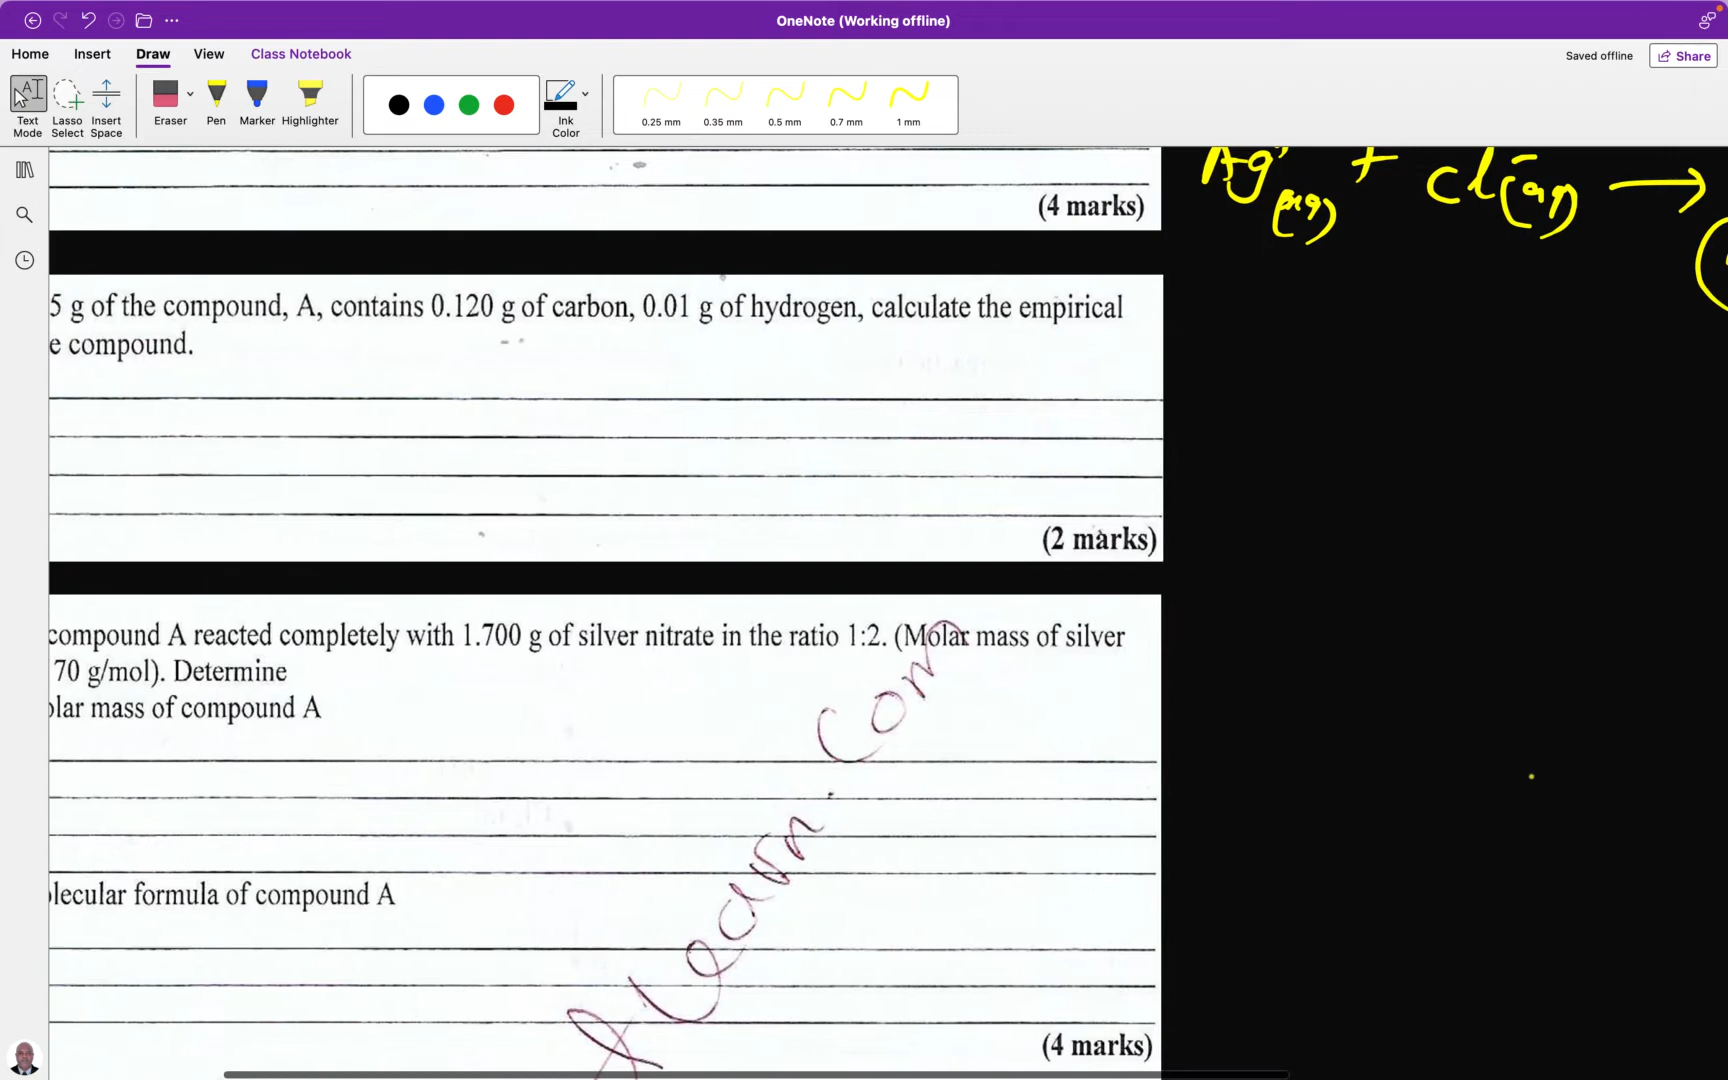 OneNote (Working offline)
Home Insert Draw View Class Notebook
Saved offline Share
Text Mode
Lasso Select
Insert Space
Eraser
Pen
Marker
Highlighter
Ink Color
0.25 mm 0.35 mm 0.5 mm 0.7 mm 1 mm
(4 marks)
Ag+(aq) + Cl-(aq) →
5 g of the compound, A, contains 0.120 g of carbon, 0.01 g of hydrogen, calculate the empirical
e compound.
(2 marks)
compound A reacted completely with 1.700 g of silver nitrate in the ratio 1:2. (Molar mass of silver
70 g/mol). Determine
olar mass of compound A
lecular formula of compound A
(4 marks)
learn.com